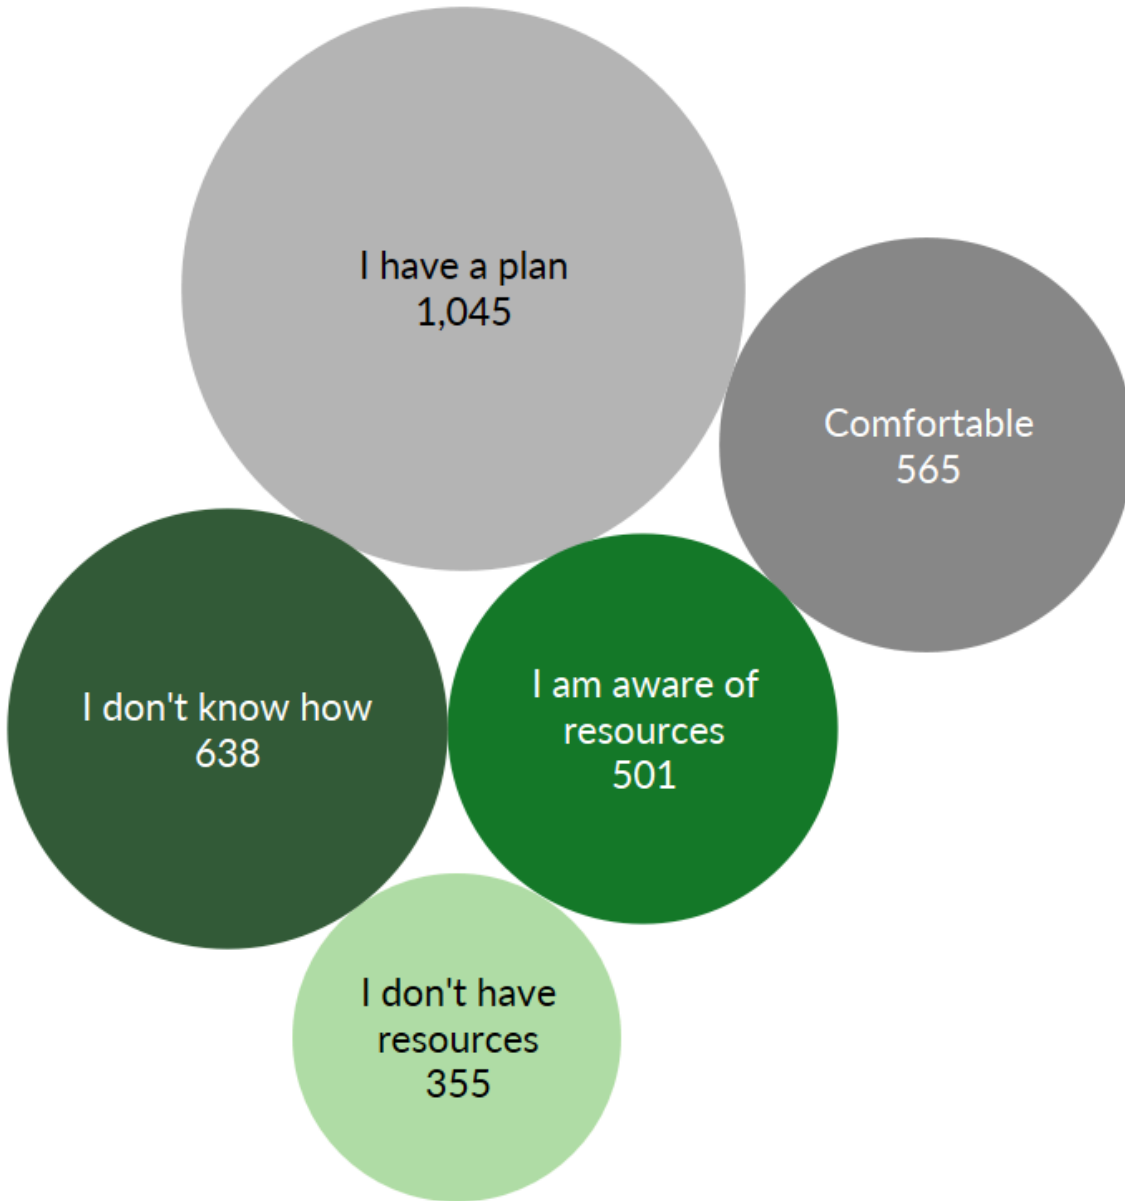 I have a plan
1,045
Comfortable
565
I don't know how
638
I am aware of
resources
501
I don't have
resources
355